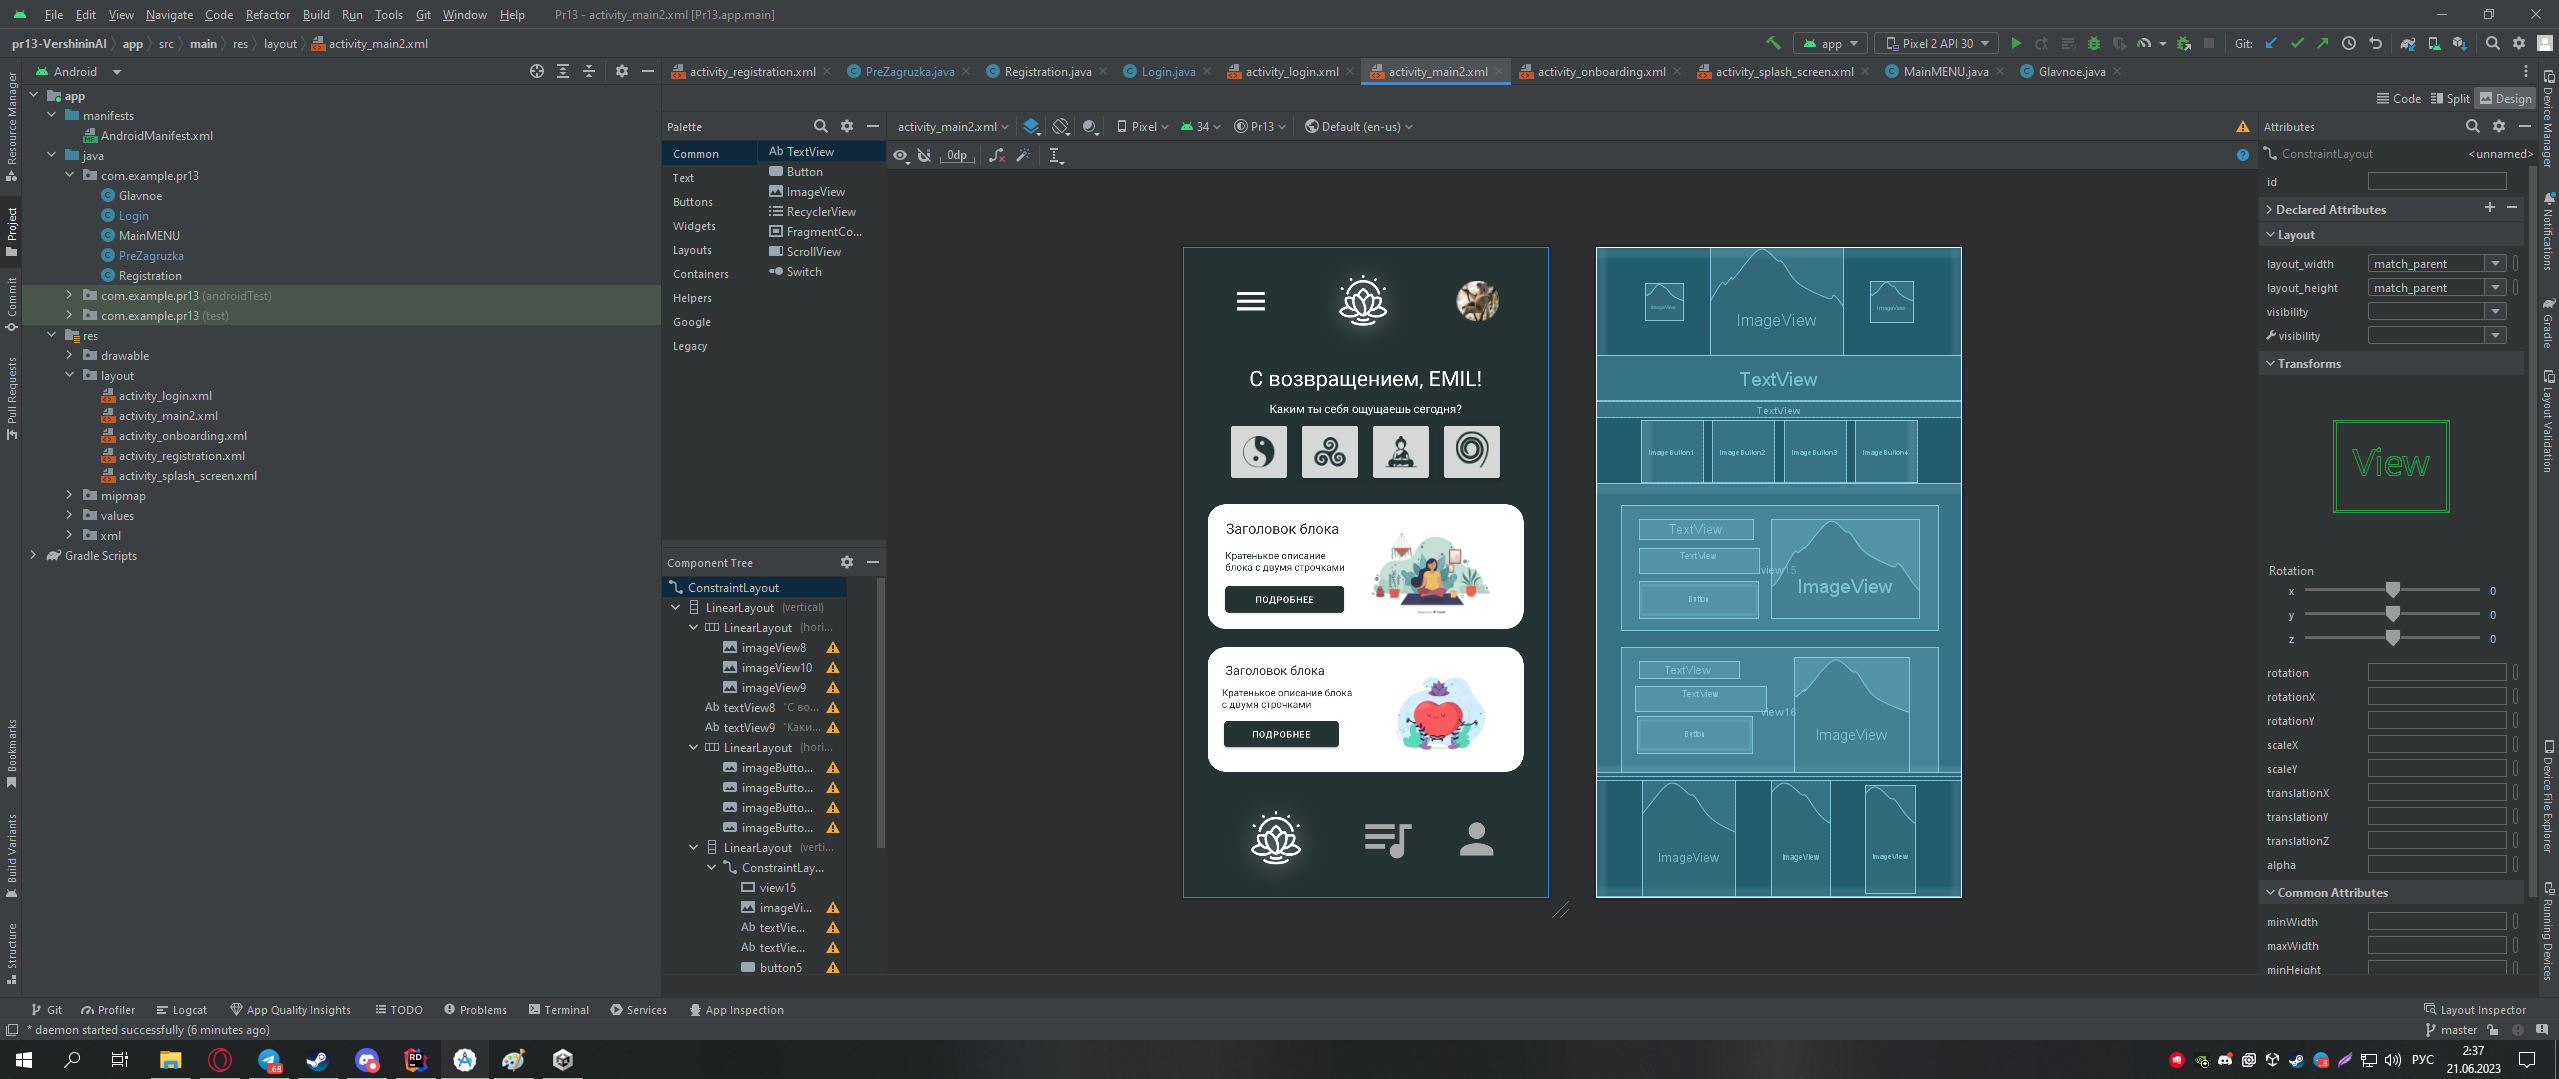 File Edit View Navigate Code Refactor Build Run Tools Git Window Help Pr13 - activity_main2.xml [Pr13.app.main]
pr13-VershininAI app src main res layout activity_main2.xml
app Pixel 2 API 30 Git:
Android
activity_registration.xml PreZagruzka.java Registration.java Login.java activity_login.xml activity_main2.xml activity_onboarding.xml activity_splash_screen.xml MainMENU.java Glavnoe.java
Code Split Design
Resource Manager
Project
Commit
Pull Requests
Bookmarks
Build Variants
Structure
app
manifests
AndroidManifest.xml
java
com.example.pr13
Glavnoe
Login
MainMENU
PreZagruzka
Registration
com.example.pr13 (androidTest)
com.example.pr13 (test)
res
drawable
layout
activity_login.xml
activity_main2.xml
activity_onboarding.xml
activity_registration.xml
activity_splash_screen.xml
mipmap
values
xml
Gradle Scripts
Palette
Common
Text
Buttons
Widgets
Layouts
Containers
Helpers
Google
Legacy
Ab TextView
Button
ImageView
RecyclerView
FragmentCo...
ScrollView
Switch
Component Tree
ConstraintLayout
LinearLayout (vertical)
LinearLayout (hori...
imageView8
imageView10
imageView9
Ab textView8 "С во...
Ab textView9 "Каки...
LinearLayout (hori...
imageButto...
imageButto...
imageButto...
imageButto...
LinearLayout (verti...
ConstraintLay...
view15
imageVi...
Ab textVie...
Ab textVie...
button5
activity_main2.xml Pixel 34 Pr13 Default (en-us)
0dp
С возвращением, EMIL!
Каким ты себя ощущаешь сегодня?
Заголовок блока
Кратенькое описание
блока с двумя строчками
ПОДРОБНЕЕ
Заголовок блока
Кратенькое описание блока
с двумя строчками
ПОДРОБНЕЕ
ImageView ImageView ImageView
TextView
TextView
ImageButton1 ImageButton2 ImageButton3 ImageButton4
TextView
TextView
view15
ImageView
Button
TextView
TextView
view16
ImageView
Button
ImageView ImageView ImageView
Attributes
ConstraintLayout <unnamed>
id
Declared Attributes
Layout
layout_width match_parent
layout_height match_parent
visibility
visibility
Transforms
View
Rotation
x 0
y 0
z 0
rotation
rotationX
rotationY
scaleX
scaleY
translationX
translationY
translationZ
alpha
Common Attributes
minWidth
maxWidth
minHeight
Device Manager
Notifications
Gradle
Layout Validation
Device File Explorer
Running Devices
Git Profiler Logcat App Quality Insights TODO Problems Terminal Services App Inspection Layout Inspector
* daemon started successfully (6 minutes ago) master
РУС
2:37
21.06.2023